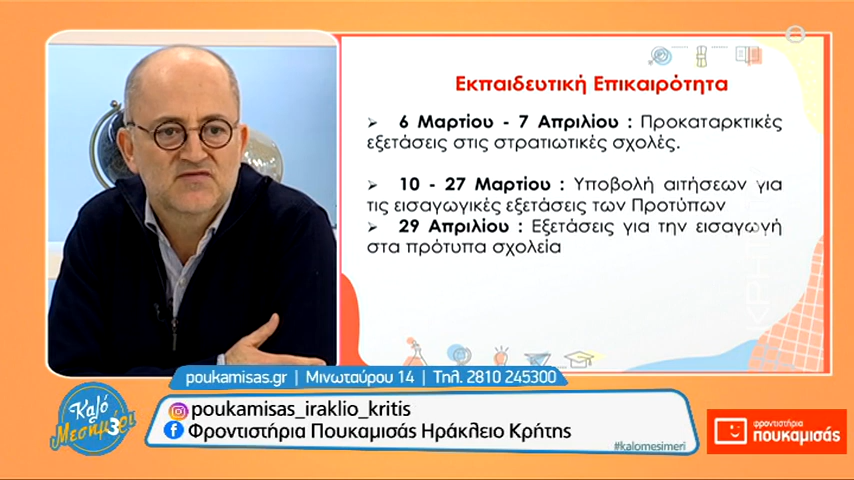 Εκπαιδευτική Επικαιρότητα
➢ 6 Μαρτίου - 7 Απριλίου : Προκαταρκτικές
εξετάσεις στις στρατιωτικές σχολές.
➢ 10 - 27 Μαρτίου : Υποβολή αιτήσεων για
τις εισαγωγικές εξετάσεις των Προτύπων
➢ 29 Απριλίου : Εξετάσεις για την εισαγωγή
στα πρότυπα σχολεία
poukamisas.gr | Μινωταύρου 14 | Τηλ. 2810 245300
poukamisas_iraklio_kritis
Φροντιστήρια Πουκαμισάς Ηράκλειο Κρήτης
#kalomesimeri
Καλό
Μεσημ3ρι
φροντιστήρια
πουκαμισάς